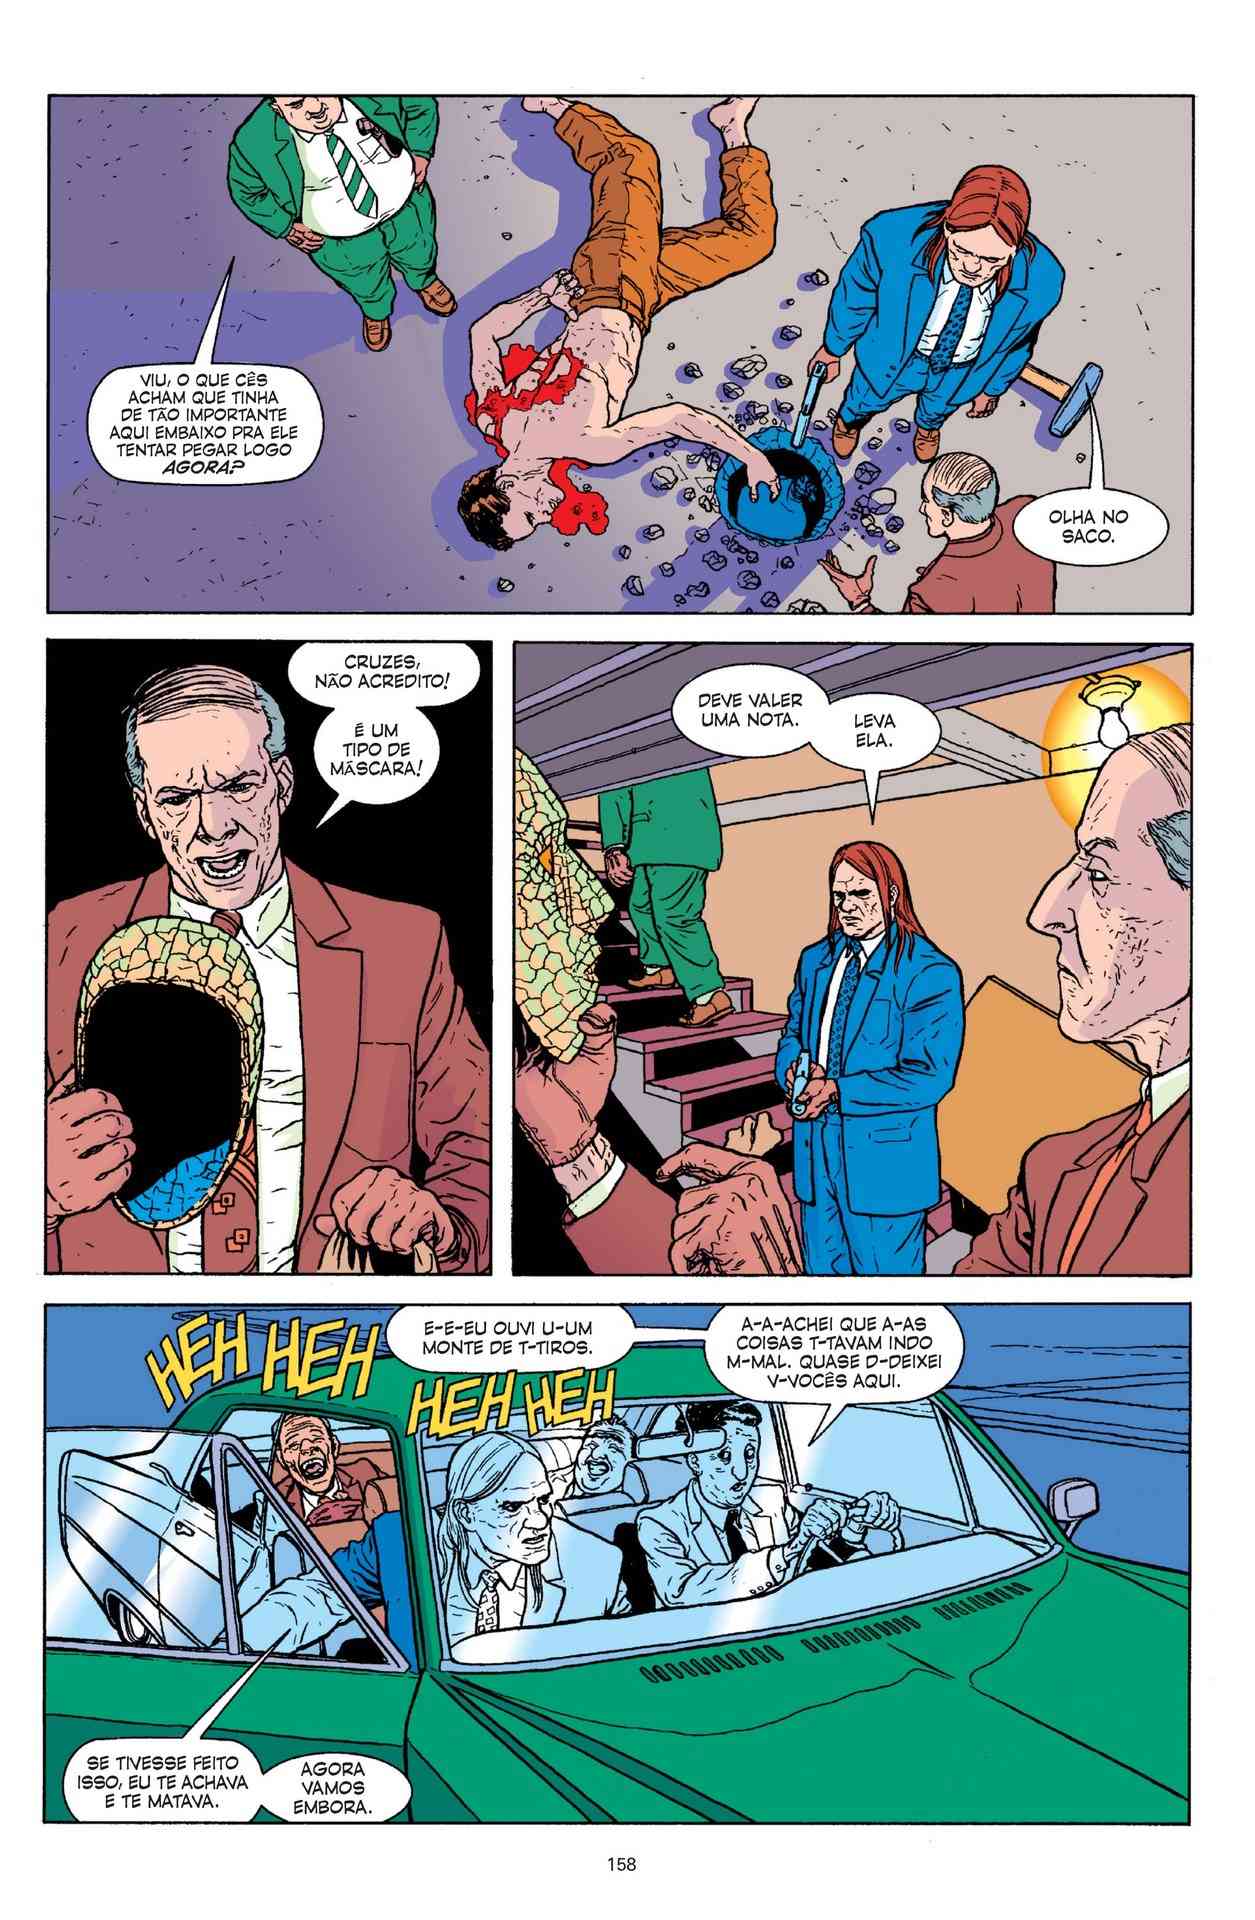 VIU, O QUE CÊS
ACHAM QUE TINHA
DE TÃO IMPORTANTE
AQUI EMBAIXO PRA ELE
TENTAR PEGAR LOGO
AGORA?
OLHA NO
SACO.
CRUZES,
NÃO ACREDITO!
É UM
TIPO DE
MÁSCARA!
DEVE VALER
UMA NOTA.
LEVA
ELA.
HEH HEH
HEH HEH
E-E-EU OUVI U-UM
MONTE DE T-TIROS.
A-A-ACHEI QUE A-AS
COISAS T-TAVAM INDO
M-MAL. QUASE D-DEIXEI
V-VOCÊS AQUI.
SE TIVESSE FEITO
ISSO, EU TE ACHAVA
E TE MATAVA.
AGORA
VAMOS
EMBORA.
158